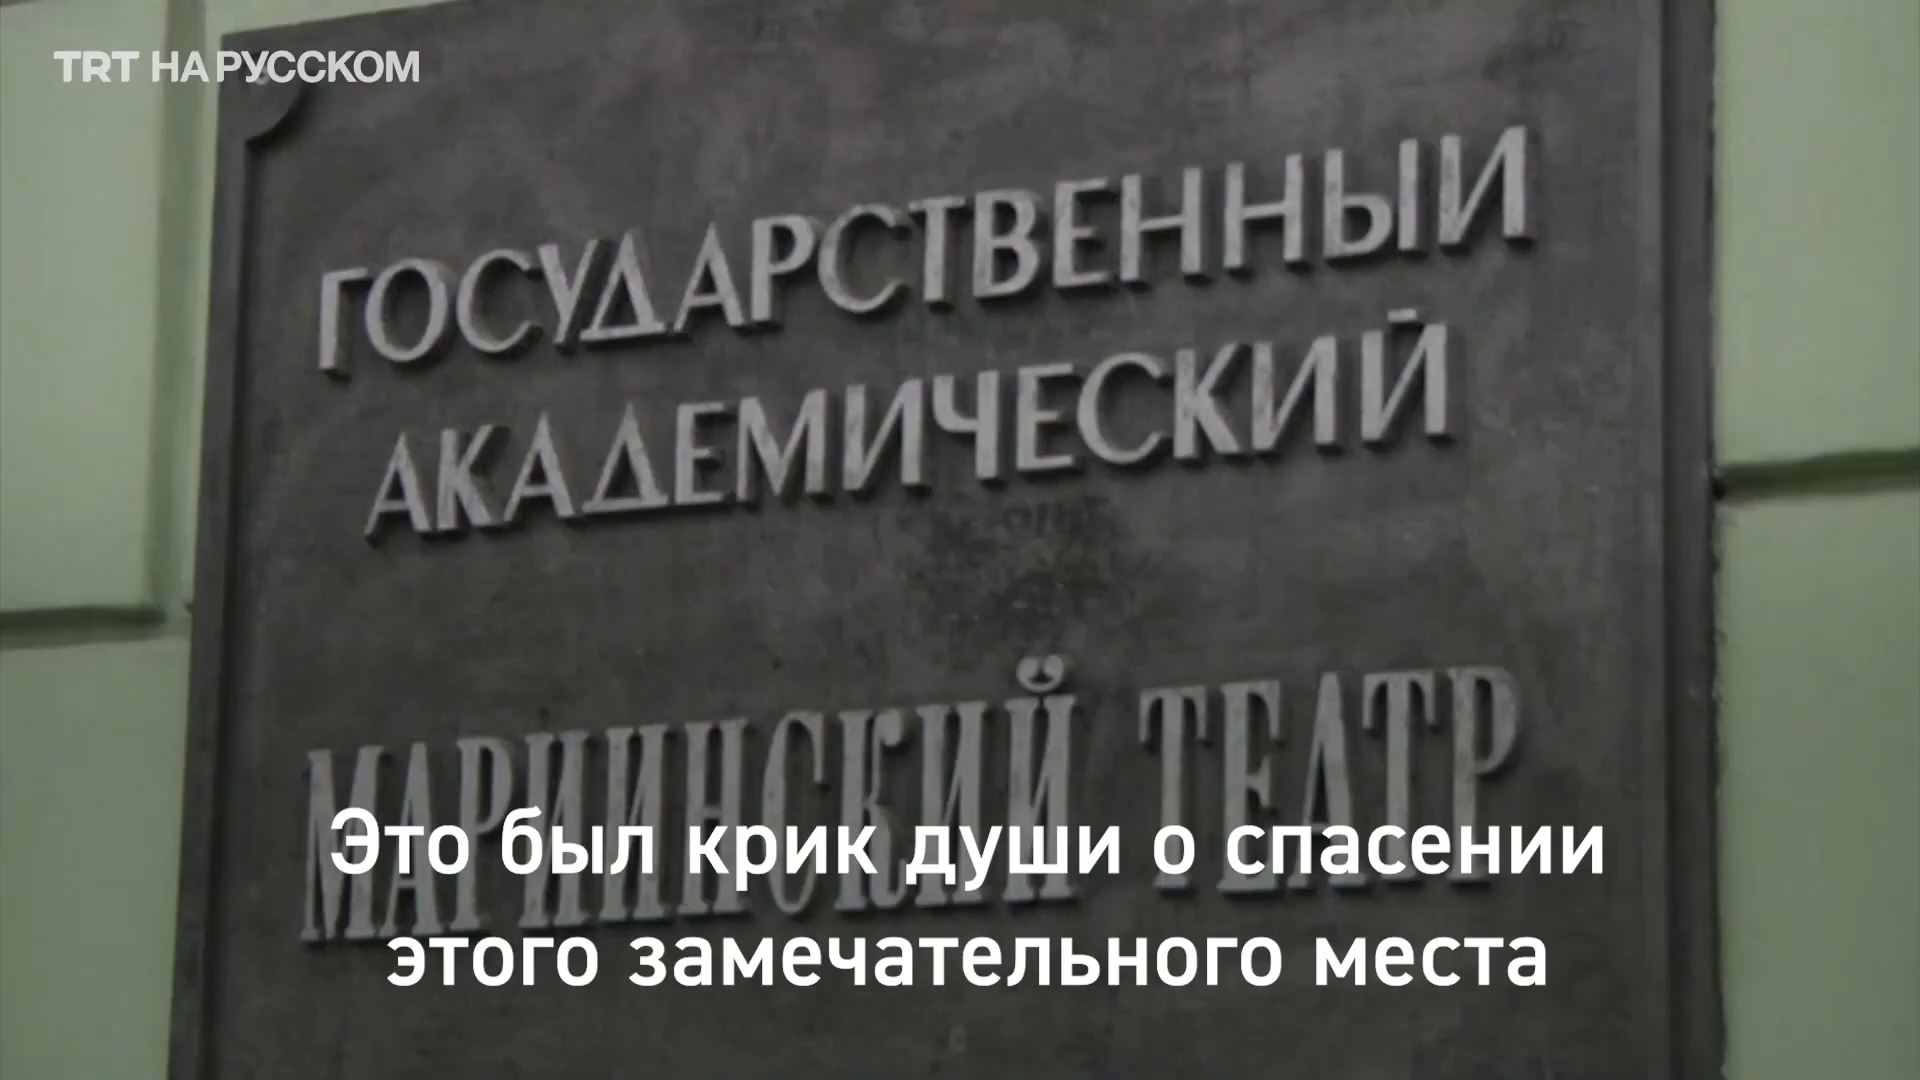 TRT НА РУССКОМ
ГОСУДАРСТВЕННЫЙ
АКАДЕМИЧЕСКИЙ
МАРИИНСКИЙ ТЕАТР
Это был крик души о спасении
этого замечательного места